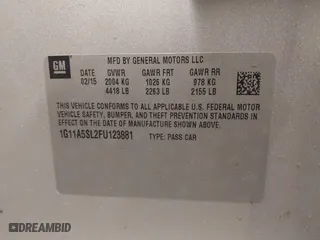 GM
MFD BY GENERAL MOTORS LLC
DATE GVWR GAWR FRT GAWR RR
02/15 2004 KG 1026 KG 978 KG
4418 LB 2263 LB 2155 LB
THIS VEHICLE CONFORMS TO ALL APPLICABLE U.S. FEDERAL MOTOR
VEHICLE SAFETY, BUMPER, AND THEFT PREVENTION STANDARDS IN
EFFECT ON THE DATE OF MANUFACTURE SHOWN ABOVE.
1G11A5SL2FU123881 TYPE: PASS CAR
DREAMBID